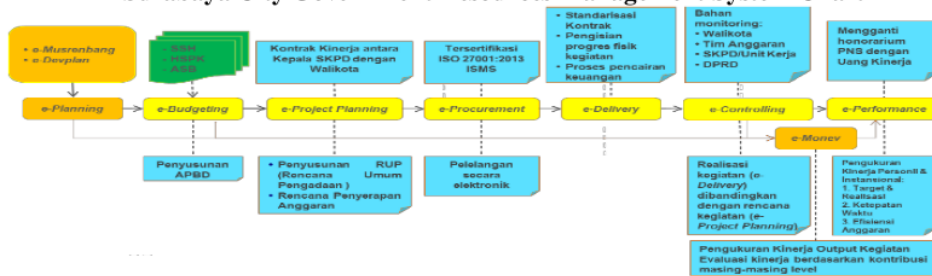 • e-Musrenbang
• e-Devplan
- SSH
- HSPK
- ASB
Kontrak Kinerja antara
Kepala SKPD dengan
Walikota
Tersertifikasi
ISO 27001:2013
ISMS
• Standarisasi
Kontrak
• Pengisian
progres fisik
kegiatan
• Proses pencairan
keuangan
Bahan
monitoring:
• Walikota
• Tim Anggaran
• SKPD/Unit Kerja
• DPRD
Mengganti
honorarium
PNS dengan
Uang Kinerja
e-Planning
e-Budgeting
e-Project Planning
e-Procurement
e-Delivery
e-Controlling
e-Performance
e-Monev
Penyusunan
APBD
• Penyusunan RUP
(Rencana Umum
Pengadaan )
• Rencana Penyerapan
Anggaran
Pelelangan
secara
elektronik
Realisasi
kegiatan (e-
Delivery)
dibandingkan
dengan rencana
kegiatan (e-
Project Planning)
Pengukuran
Kinerja Personil &
Instansional:
1. Target &
Realisasi
2. Ketepatan
Waktu
3. Efisiensi
Anggaran
Pengukuran Kinerja Output Kegiatan
Evaluasi kinerja berdasarkan kontribusi
masing-masing level